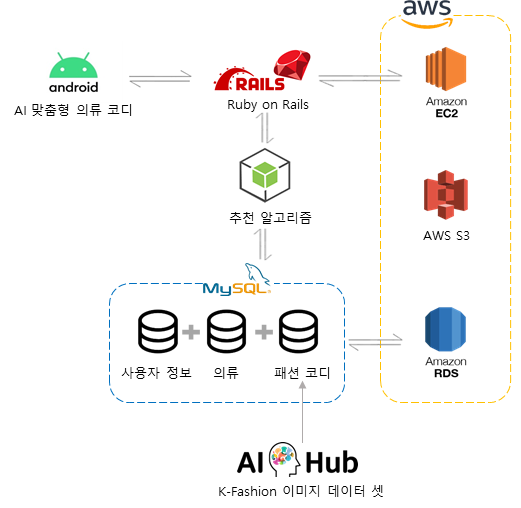 aws
android
AI 맞춤형 의류 코디
RAILS
Ruby on Rails
Amazon
EC2
추천 알고리즘
AWS S3
MySQL
사용자 정보
의류
패션 코디
Amazon
RDS
AI Hub
K-Fashion 이미지 데이터 셋